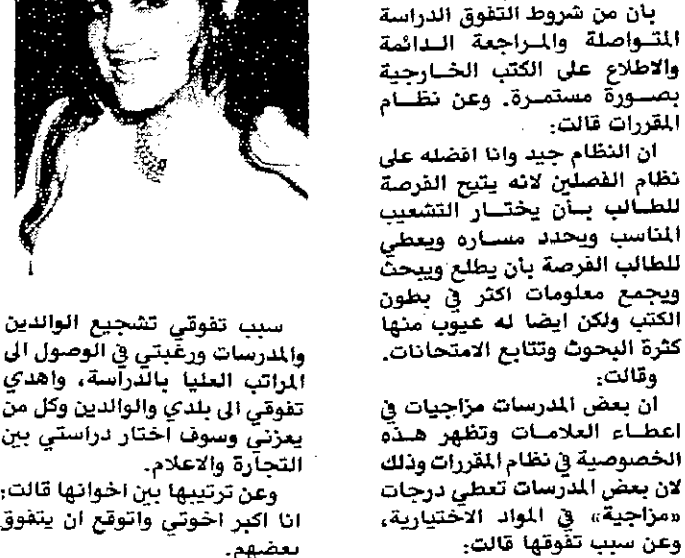 بأن من شروط التفوق الدراسة
المتواصلة والمراجعة الدائمة
والاطلاع على الكتب الخارجية
بصورة مستمرة. وعن نظام
المقررات قالت:
ان النظام جيد وانا افضله على
نظام الفصلين لانه يتيح الفرصة
للطالب بأن يختار التشعيب
المناسب ويحدد مساره ويعطي
للطالب الفرصة بأن يطلع ويبحث
ويجمع معلومات اكثر في بطون
الكتب ولكن ايضا له عيوب منها
كثرة البحوث وتتابع الامتحانات.
وقالت:
ان بعض المدرسات مزاجيات في
اعطاء العلامات وتظهر هذه
الخصوصية في نظام المقررات وذلك
لان بعض المدرسات تعطي درجات
«مزاجية» في المواد الاختيارية،
وعن سبب تفوقها قالت:
سبب تفوقي تشجيع الوالدين
والمدرسات ورغبتي في الوصول الى
المراتب العليا بالدراسة، واهدي
تفوقي الى بلدي والوالدين وكل من
يعزني وسوف اختار دراستي بين
التجارة والاعلام.
وعن ترتيبها بين اخوانها قالت:
انا اكبر اخوتي واتوقع ان يتفوق
بعضهم.